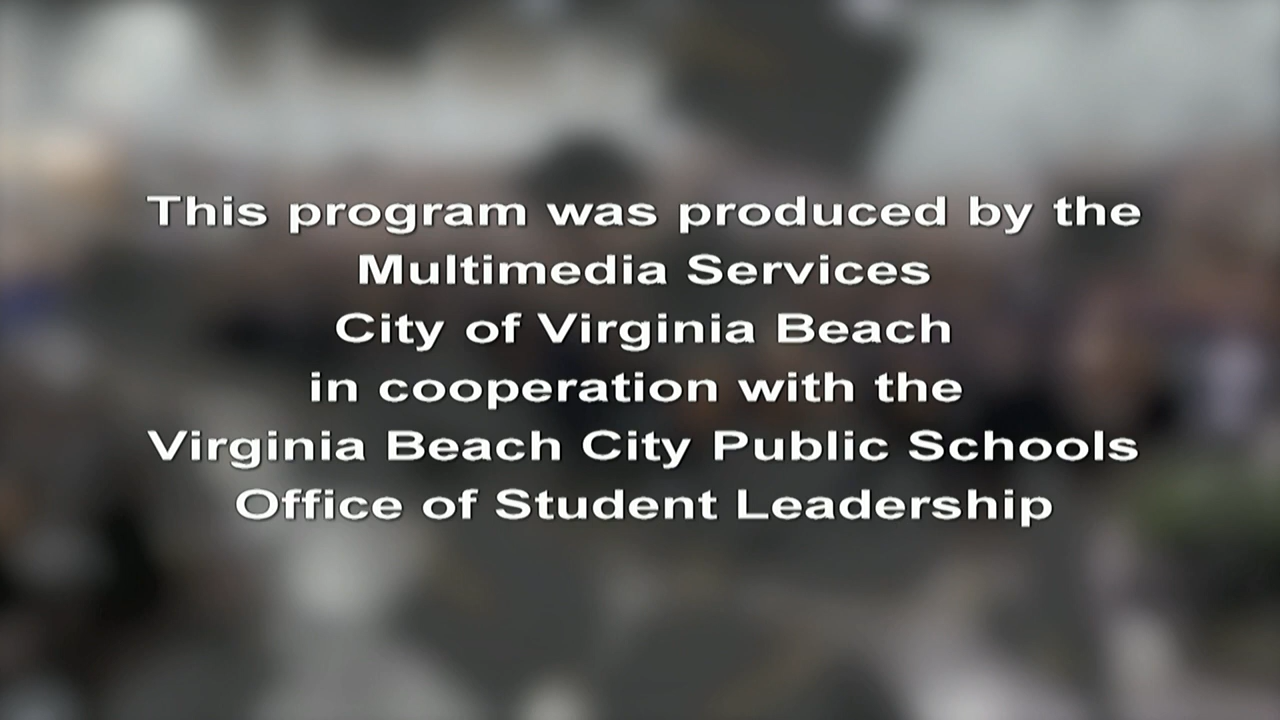 This program was produced by the
Multimedia Services
City of Virginia Beach
in cooperation with the
Virginia Beach City Public Schools
Office of Student Leadership